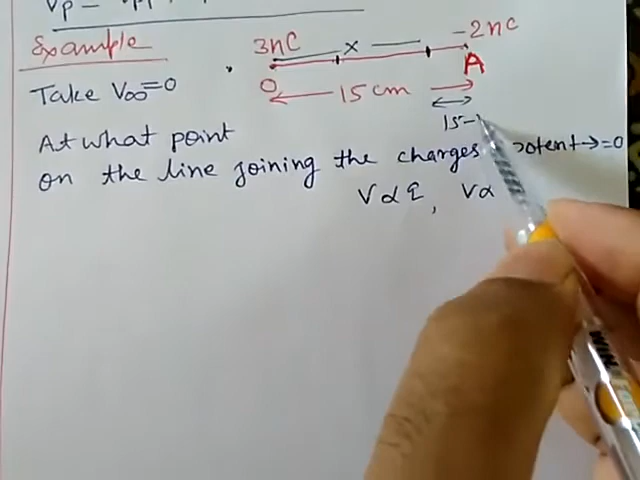 Vp =
Example
3nC x -2nC
Take V∞=0
O 15 cm A
15-
At what point
on the line joining the charges potent→=0
V α q, V α